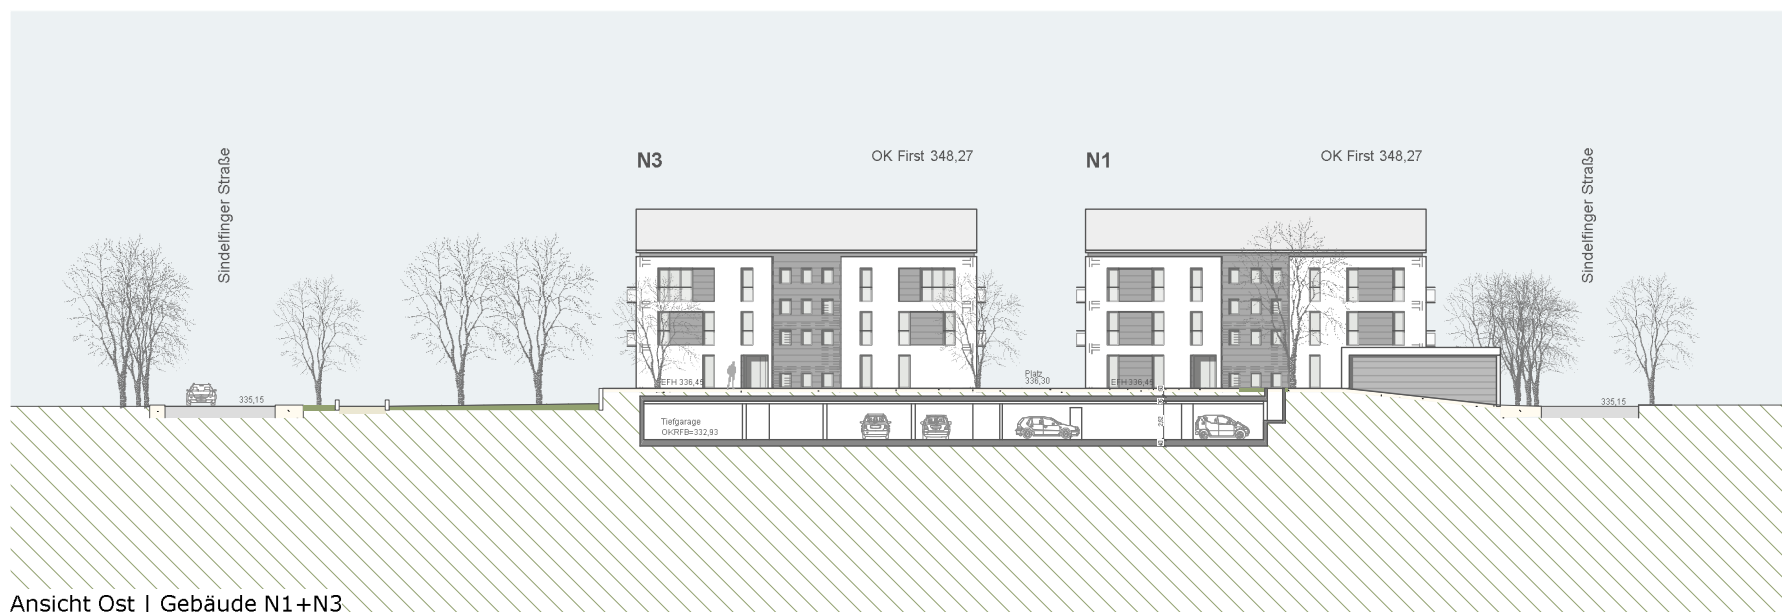 Sindelfinger Straße
N3
OK First 348,27
N1
OK First 348,27
Sindelfinger Straße
335,15
EFH 336,45
Platz
336,30
EFH 336,45
335,15
Tiefgarage
OKRFB=332,93
Ansicht Ost | Gebäude N1+N3